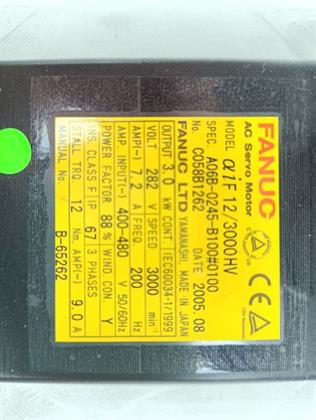 FANUC
AC Servo Motor
MODEL αiF 12/3000HV
SPEC. A06B-0245-B100#0100
C058B1262 DATE 2005.08
FANUC LTD YAMANASHI, MADE IN JAPAN
OUTPUT 3.0 kW CONT. IEC60034-1/1999
VOLT 282 V SPEED 3000 min-1
AMP(~) 7.2 A FREQ. 200 Hz
AMP. INPUT(~) 400-480 V 50/60Hz
POWER FACTOR 88 % WIND. CON. Y
INS. CLASS F IP 67 3 PHASES
STALL TRQ. 12 Nm. AMP(~) 9.0 A
MANUAL No. B-65262